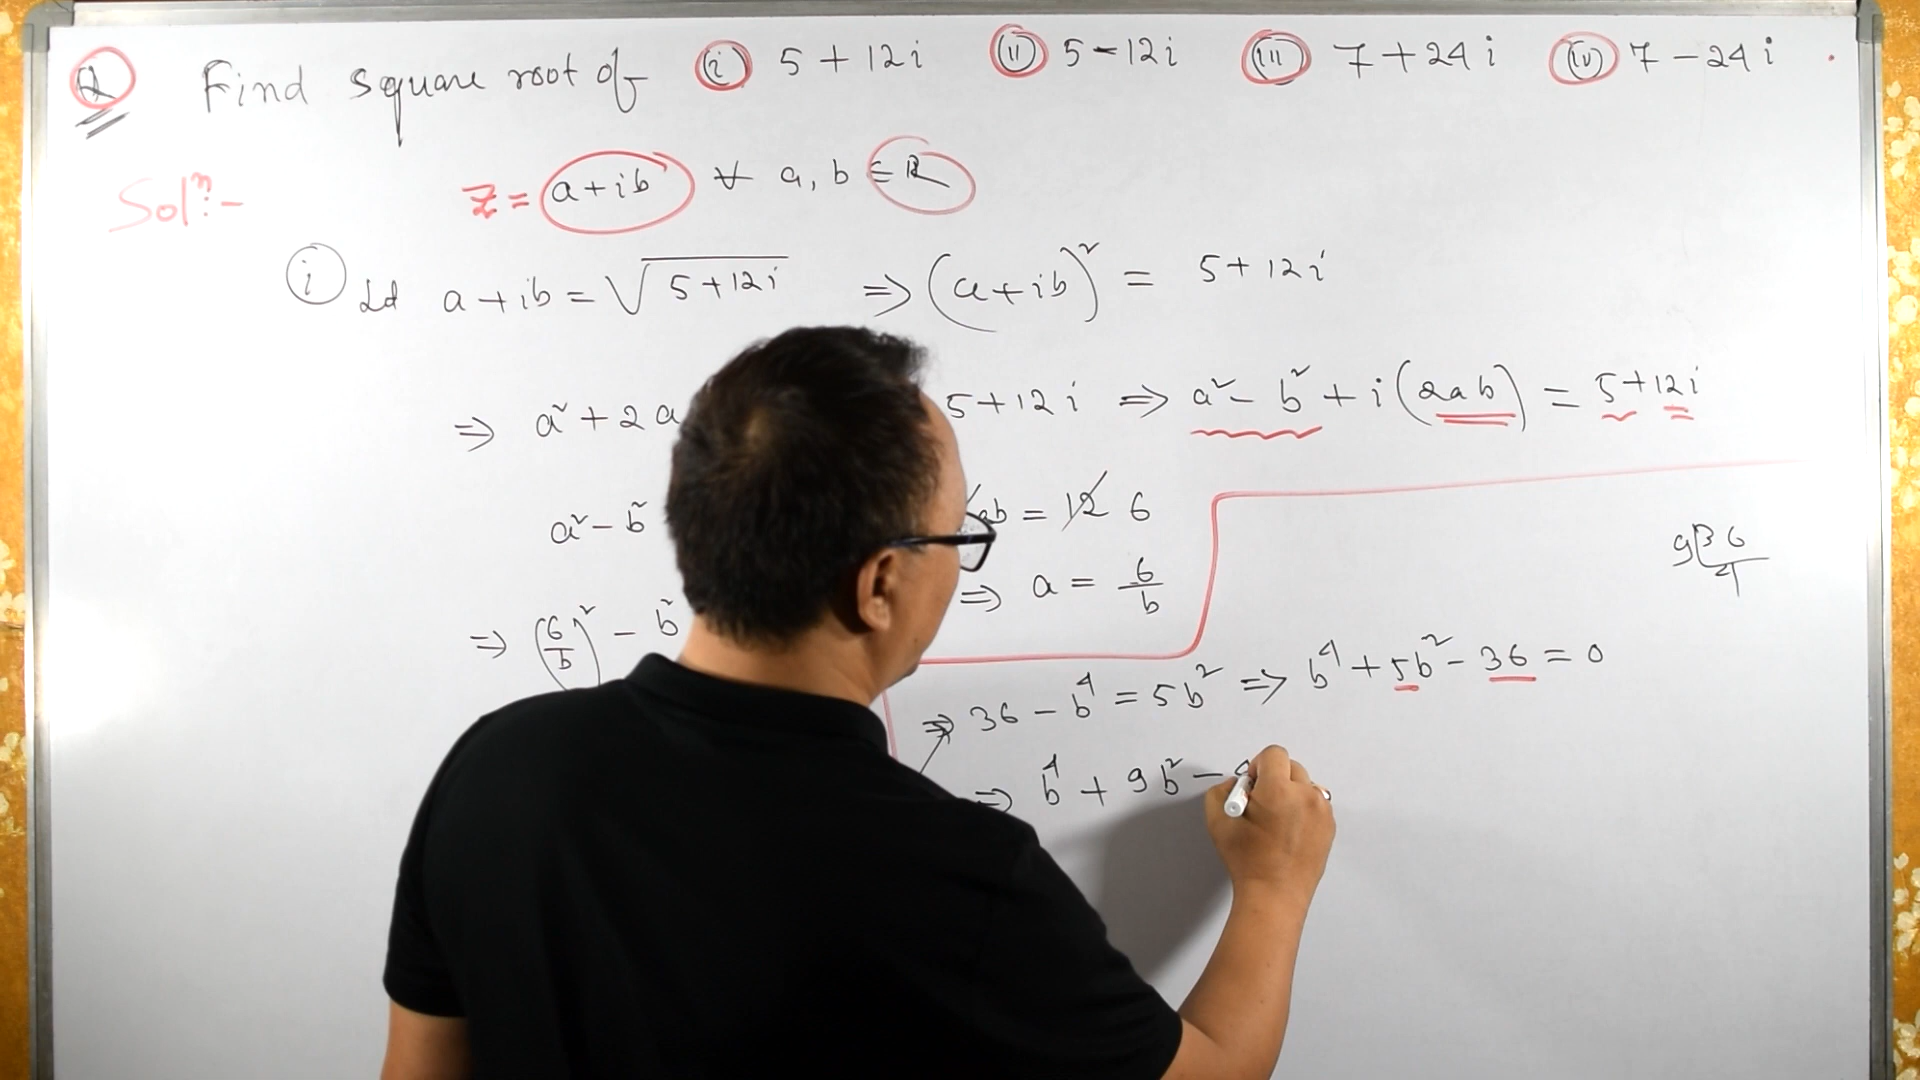 Q Find square root of (i) 5 + 12i (ii) 5 - 12i (iii) 7 + 24i (iv) 7 - 24i .
Solⁿ:- Z = a+ib ∀ a, b ∈ R
(i) Let a + ib = √(5+12i) ⇒ (a+ib)² = 5+12i
⇒ a² + 2a 5+12i ⇒ a² - b² + i(2ab) = 5+12i
a² - b² ab = 12 6
⇒ a = 6/b
9)36
4
⇒ (6/b)² - b²
⇒ 36 - b⁴ = 5b² ⇒ b⁴ + 5b² - 36 = 0
⇒ b⁴ + 9b² -